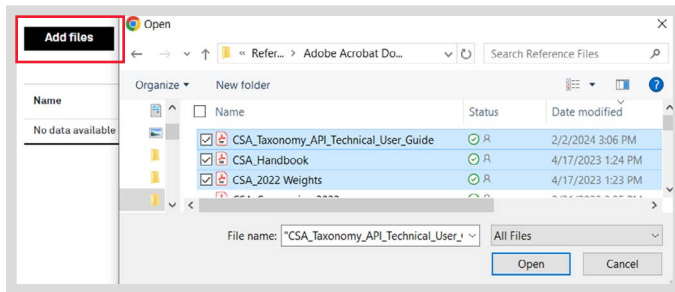 Add files
Name
No data available
Open
« Refer... > Adobe Acrobat Do...
Search Reference Files
Organize
New folder
Name Status Date modified
CSA_Taxonomy_API_Technical_User_Guide 2/2/2024 3:06 PM
CSA_Handbook 4/17/2023 1:24 PM
CSA_2022 Weights 4/17/2023 1:23 PM
File name: "CSA_Taxonomy_API_Technical_User_ All Files
Open Cancel